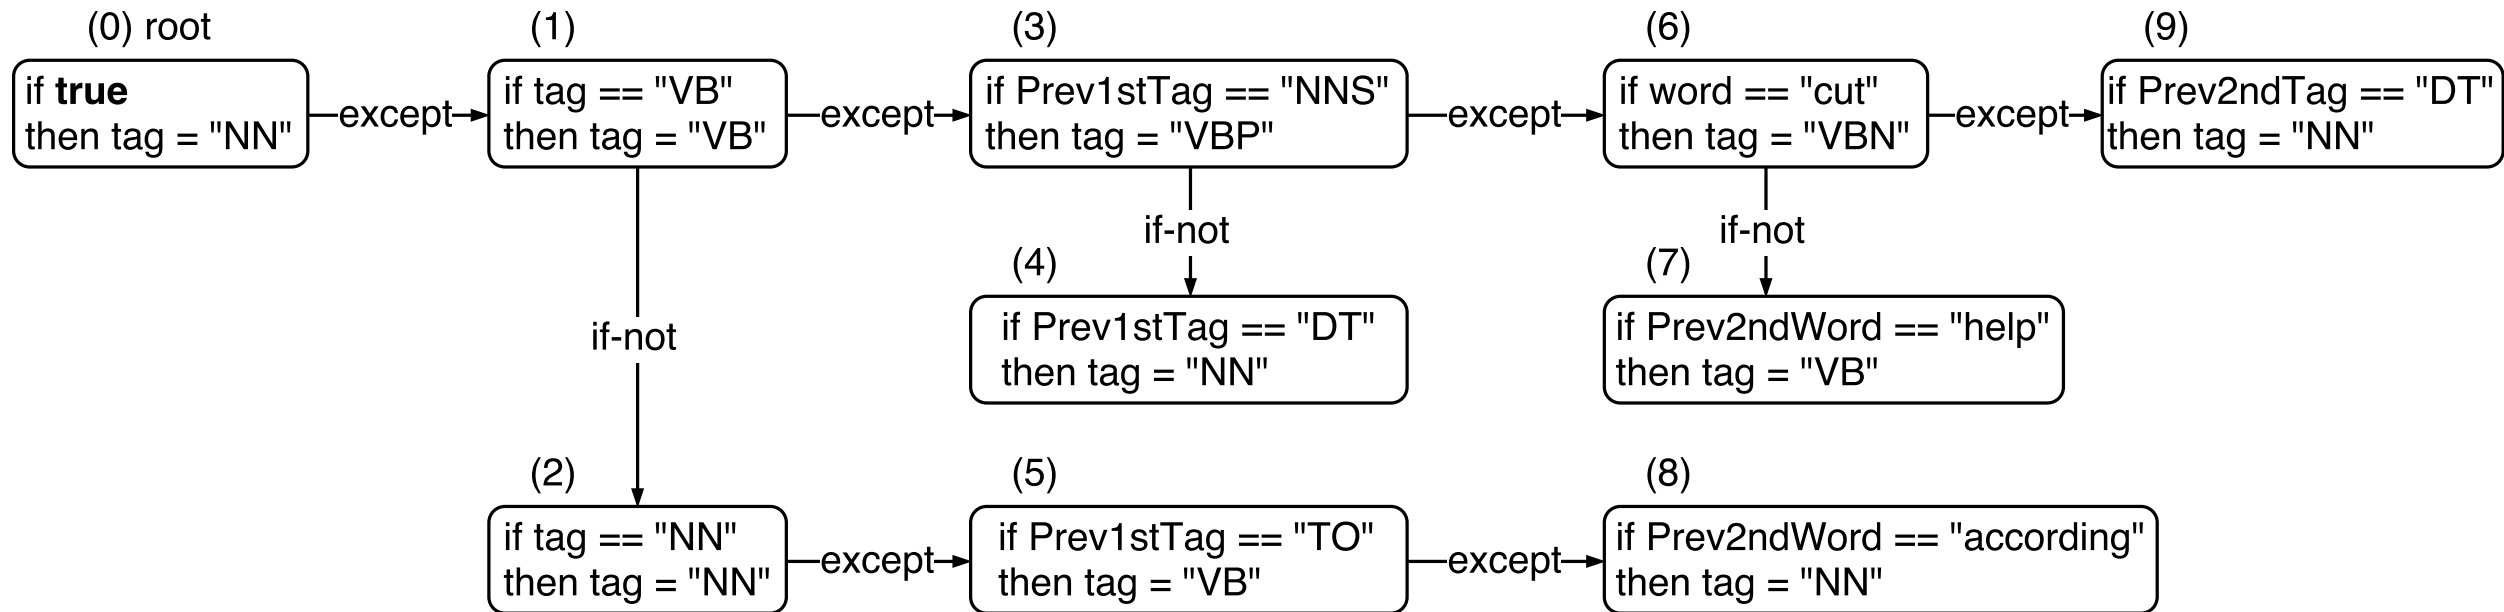 (0) root
if true
then tag = "NN"
except
(1)
if tag == "VB"
then tag = "VB"
except
(3)
if Prev1stTag == "NNS"
then tag = "VBP"
except
(6)
if word == "cut"
then tag = "VBN"
except
(9)
if Prev2ndTag == "DT"
then tag = "NN"
if-not
if-not
if-not
(4)
if Prev1stTag == "DT"
then tag = "NN"
(7)
if Prev2ndWord == "help"
then tag = "VB"
(2)
if tag == "NN"
then tag = "NN"
except
(5)
if Prev1stTag == "TO"
then tag = "VB"
except
(8)
if Prev2ndWord == "according"
then tag = "NN"